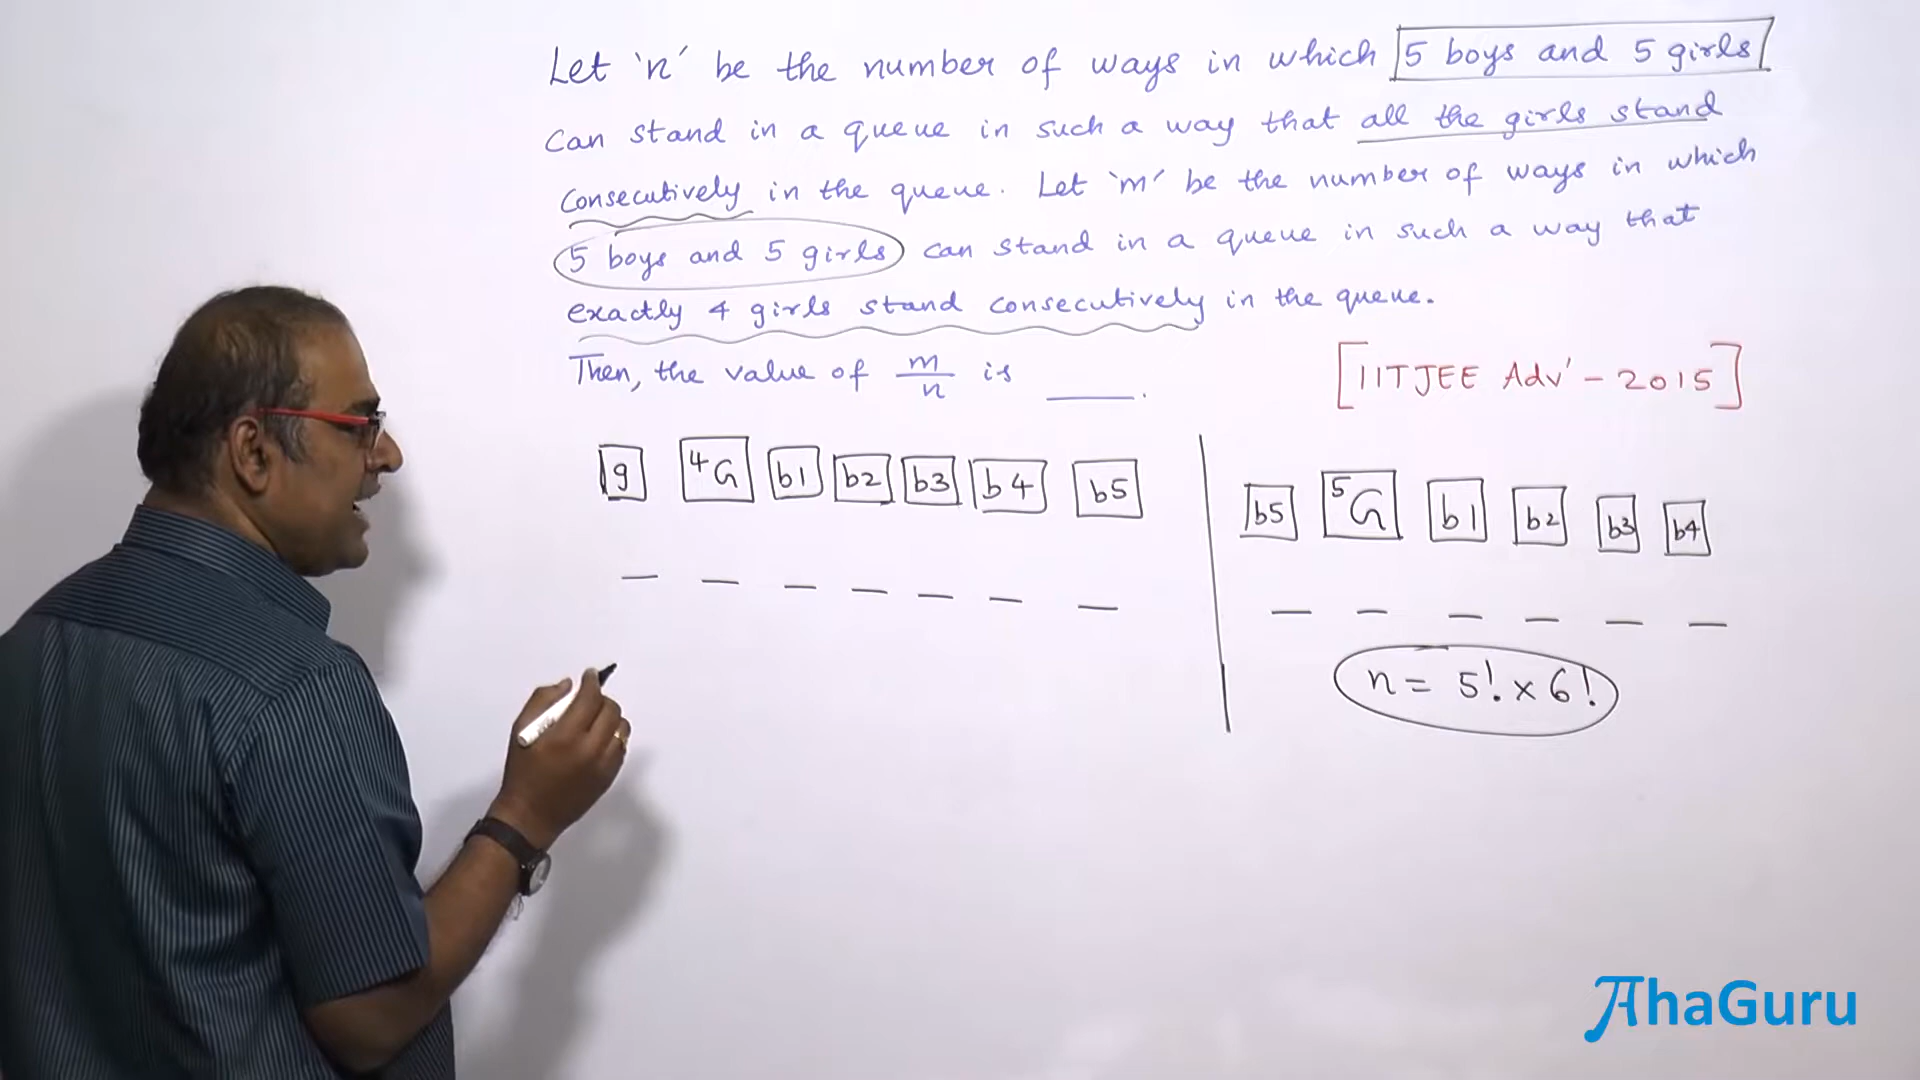 Let 'n' be the number of ways in which 5 boys and 5 girls
Can stand in a queue in such a way that all the girls stand
Consecutively in the queue. Let 'm' be the number of ways in which
5 boys and 5 girls can stand in a queue in such a way that
exactly 4 girls stand consecutively in the queue.
Then, the value of m/n is ____.
[IITJEE Adv' - 2015]
g 4G b1 b2 b3 b4 b5
b5 5G b1 b2 b3 b4
n = 5! x 6!
AhaGuru